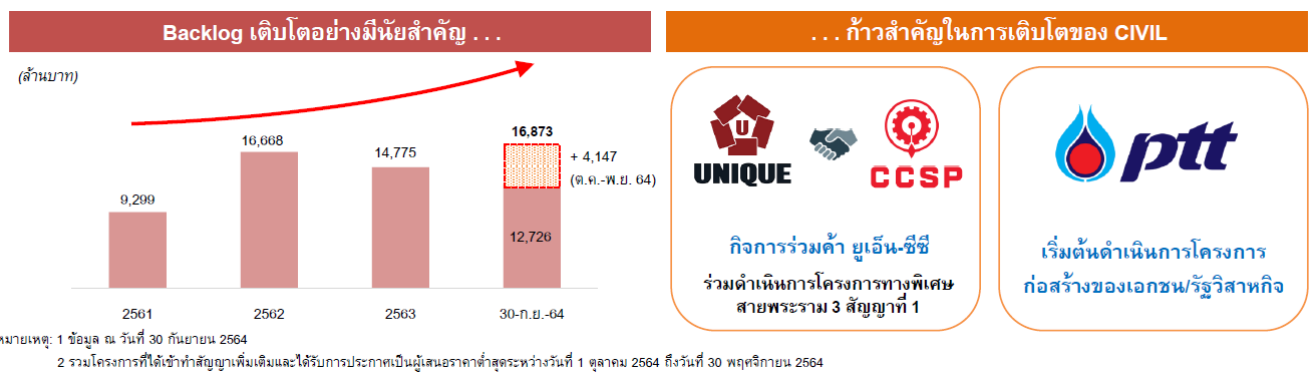 Backlog เติบโตอย่างมีนัยสำคัญ . . .
(ล้านบาท)
9,299
16,668
14,775
16,873
+ 4,147
(ต.ค.-พ.ย. 64)
12,726
2561
2562
2563
30-ก.ย.-64
. . . ก้าวสำคัญในการเติบโตของ CIVIL
U
UNIQUE
CCSP
กิจการร่วมค้า ยูเอ็น-ซีซี
ร่วมดำเนินการโครงการทางพิเศษ
สายพระราม 3 สัญญาที่ 1
ptt
เริ่มต้นดำเนินการโครงการ
ก่อสร้างของเอกชน/รัฐวิสาหกิจ
หมายเหตุ: 1 ข้อมูล ณ วันที่ 30 กันยายน 2564
2 รวมโครงการที่ได้เข้าทำสัญญาเพิ่มเติมและได้รับการประกาศเป็นผู้เสนอราคาต่ำสุดระหว่างวันที่ 1 ตุลาคม 2564 ถึงวันที่ 30 พฤศจิกายน 2564